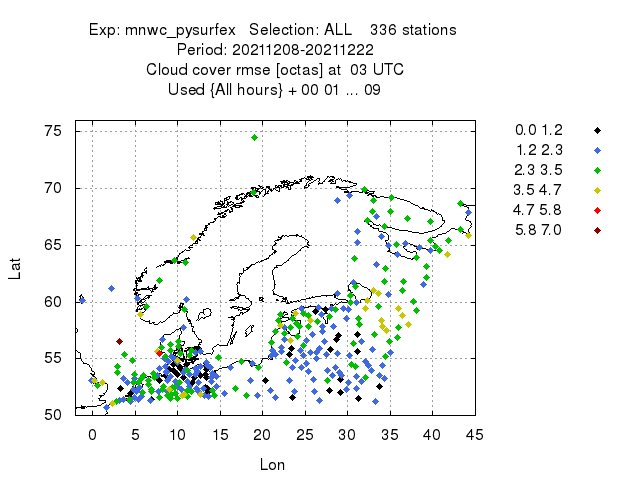 Exp: mnwc_pysurfex Selection: ALL 336 stations
Period: 20211208-20211222
Cloud cover rmse [octas] at 03 UTC
Used {All hours} + 00 01 ... 09
0.0 1.2
1.2 2.3
2.3 3.5
3.5 4.7
4.7 5.8
5.8 7.0
Lat
75
70
65
60
55
50
0 5 10 15 20 25 30 35 40 45
Lon